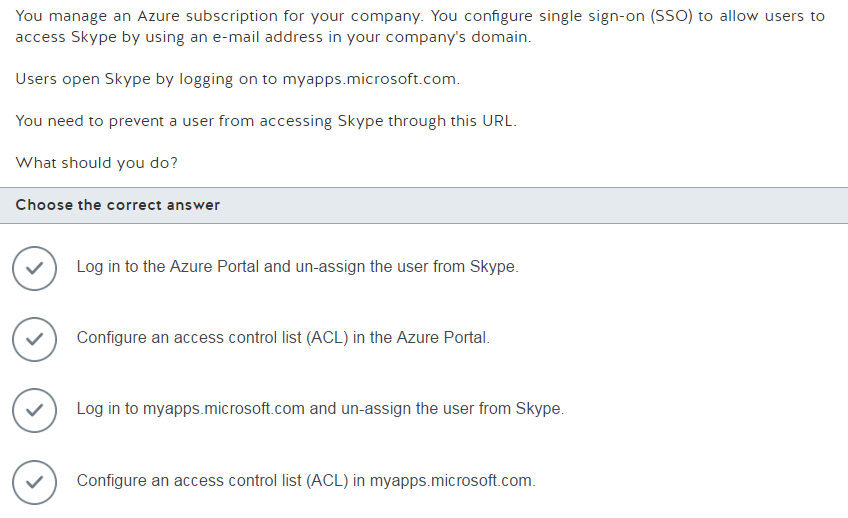 You manage an Azure subscription for your company. You configure single sign-on (SSO) to allow users to
access Skype by using an e-mail address in your company's domain.
Users open Skype by logging on to myapps.microsoft.com.
You need to prevent a user from accessing Skype through this URL.
What should you do?
Choose the correct answer
Log in to the Azure Portal and un-assign the user from Skype.
Configure an access control list (ACL) in the Azure Portal.
Log in to myapps.microsoft.com and un-assign the user from Skype.
Configure an access control list (ACL) in myapps.microsoft.com.